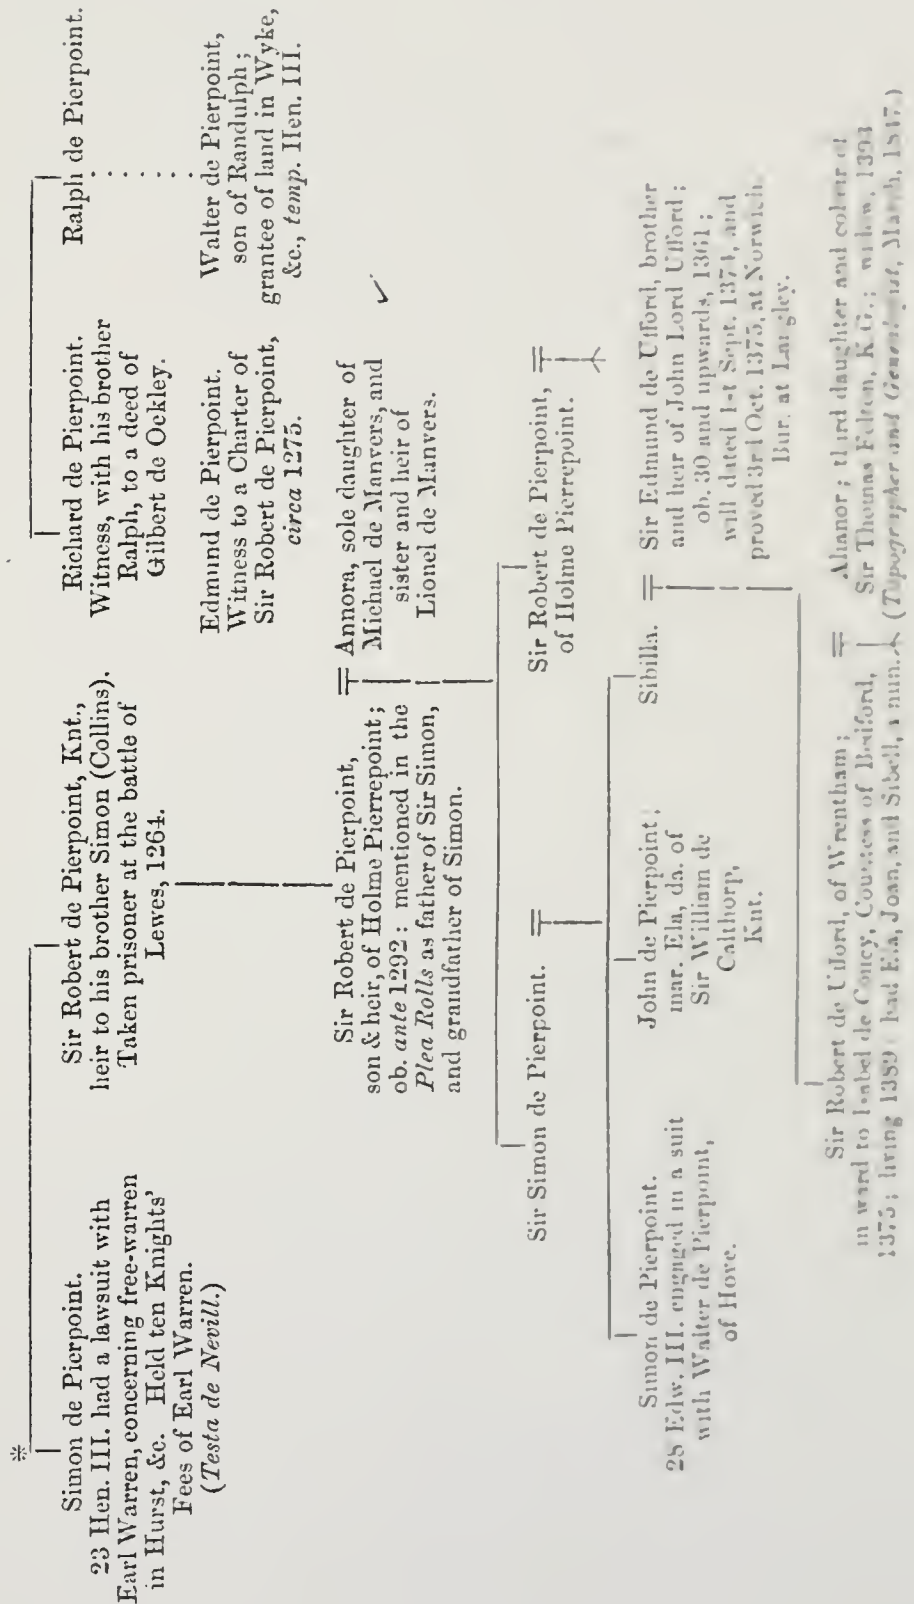 *
Simon de Pierpoint.
23 Hen. III. had a lawsuit with
Earl Warren, concerning free-warren
in Hurst, &c. Held ten Knights'
Fees of Earl Warren.
(Testa de Nevill.)
Sir Robert de Pierpoint, Knt.,
heir to his brother Simon (Collins).
Taken prisoner at the battle of
Lewes, 1264.
Richard de Pierpoint.
Witness, with his brother
Ralph, to a deed of
Gilbert de Ockley.
Ralph de Pierpoint.
Edmund de Pierpoint.
Witness to a Charter of
Sir Robert de Pierpoint,
circa 1275.
Walter de Pierpoint,
son of Randulph;
grantee of land in Wyke,
&c., temp. Hen. III.
Sir Robert de Pierpoint,
son & heir, of Holme Pierrepoint;
ob. ante 1292: mentioned in the
Plea Rolls as father of Sir Simon,
and grandfather of Simon.
Annora, sole daughter of
Michael de Manvers, and
sister and heir of
Lionel de Manvers.
Sir Simon de Pierpoint.
Sir Robert de Pierpoint,
of Holme Pierrepoint.
Simon de Pierpoint.
28 Edw. III. engaged in a suit
with Walter de Pierpoint,
of Hove.
John de Pierpoint;
mar. Ela, da. of
Sir William de
Calthorp,
Knt.
Sibilla.
Sir Edmund de Ufford, brother
and heir of John Lord Ufford;
ob. 30 and upwards, 1361;
will dated 1st Sept. 1374, and
proved 3rd Oct. 1375, at Norwich.
Bur. at Langley.
Sir Robert de Ufford, of Wrentham;
in ward to Isabel de Coucy, Countess of Bedford,
1375; living 1389 (had Ela, Joan, and Sibell, a nun.
Alianor; third daughter and coheir of
Sir Thomas Felton, K.G.; widow, 1393
(Topographer and Genealogist, March, 1847.)